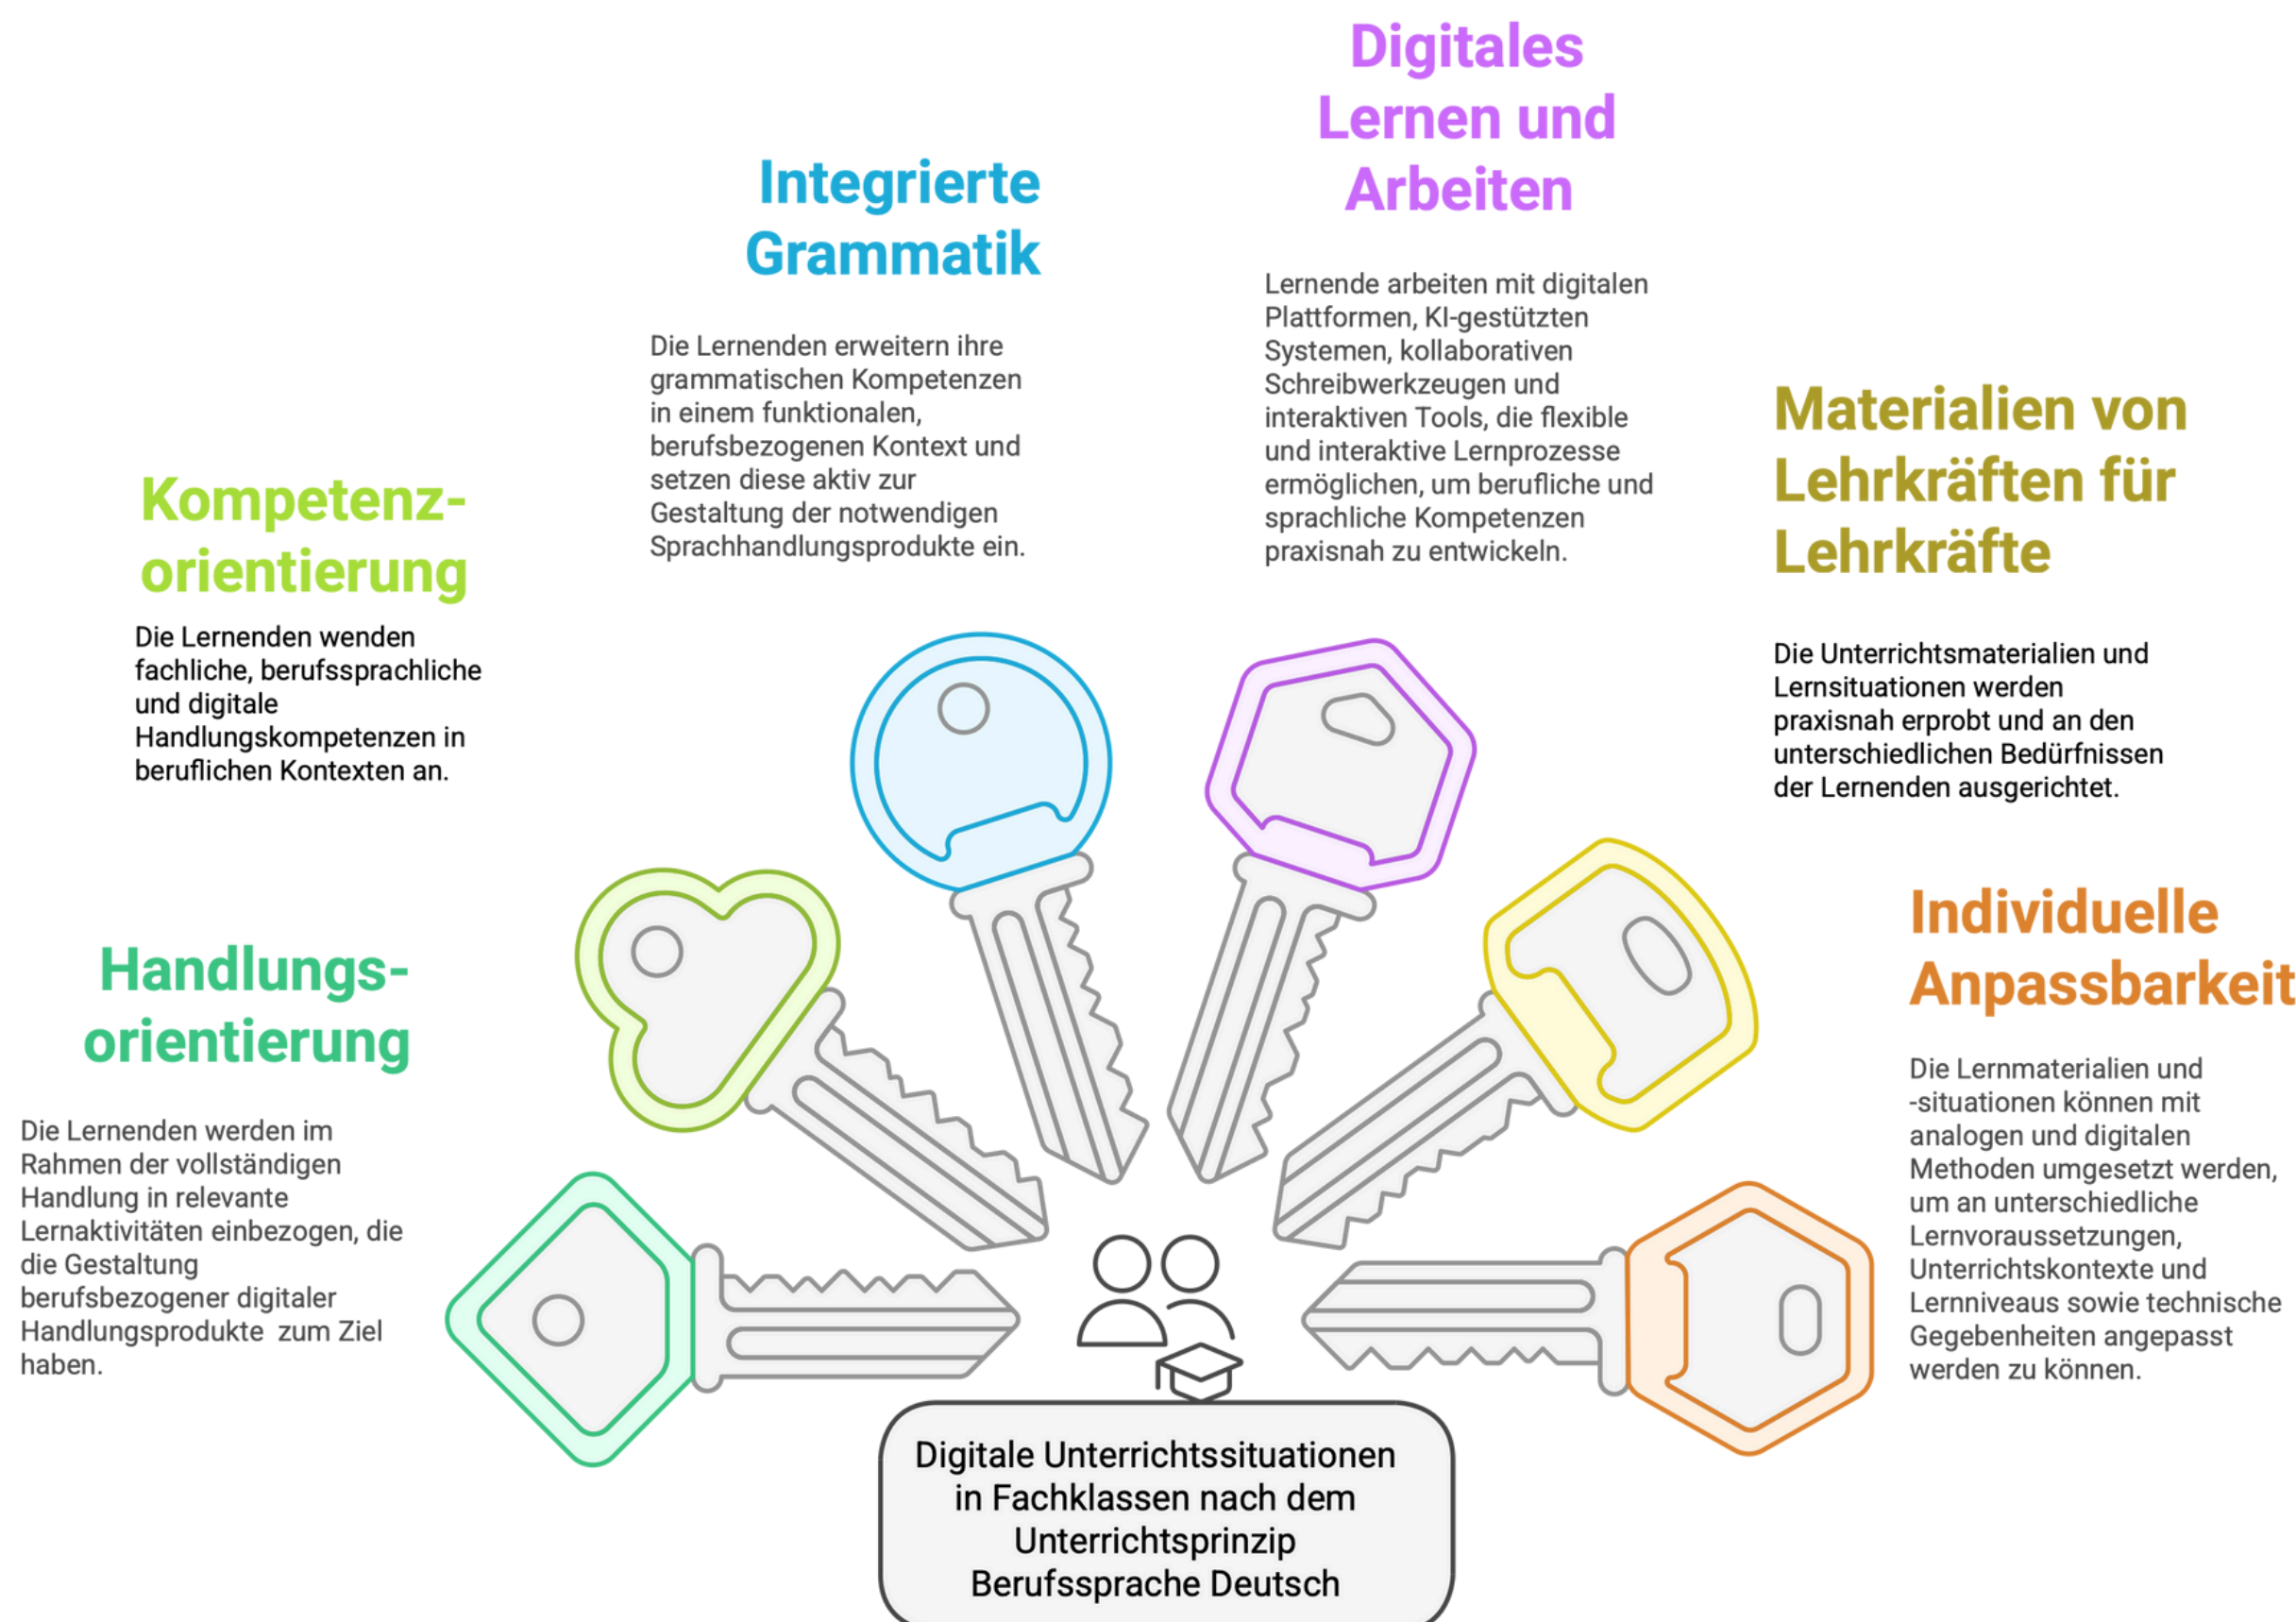 Digitales
Lernen und
Arbeiten
Lernende arbeiten mit digitalen
Plattformen, KI-gestützten
Systemen, kollaborativen
Schreibwerkzeugen und
interaktiven Tools, die flexible
und interaktive Lernprozesse
ermöglichen, um berufliche und
sprachliche Kompetenzen
praxisnah zu entwickeln.
Integrierte
Grammatik
Die Lernenden erweitern ihre
grammatischen Kompetenzen
in einem funktionalen,
berufsbezogenen Kontext und
setzen diese aktiv zur
Gestaltung der notwendigen
Sprachhandlungsprodukte ein.
Materialien von
Lehrkräften für
Lehrkräfte
Die Unterrichtsmaterialien und
Lernsituationen werden
praxisnah erprobt und an den
unterschiedlichen Bedürfnissen
der Lernenden ausgerichtet.
Kompetenz-
orientierung
Die Lernenden wenden
fachliche, berufssprachliche
und digitale
Handlungskompetenzen in
beruflichen Kontexten an.
Individuelle
Anpassbarkeit
Die Lernmaterialien und
-situationen können mit
analogen und digitalen
Methoden umgesetzt werden,
um an unterschiedliche
Lernvoraussetzungen,
Unterrichtskontexte und
Lernniveaus sowie technische
Gegebenheiten angepasst
werden zu können.
Handlungs-
orientierung
Die Lernenden werden im
Rahmen der vollständigen
Handlung in relevante
Lernaktivitäten einbezogen, die
die Gestaltung
berufsbezogener digitaler
Handlungsprodukte  zum Ziel
haben.
Digitale Unterrichtssituationen
in Fachklassen nach dem
Unterrichtsprinzip
Berufssprache Deutsch